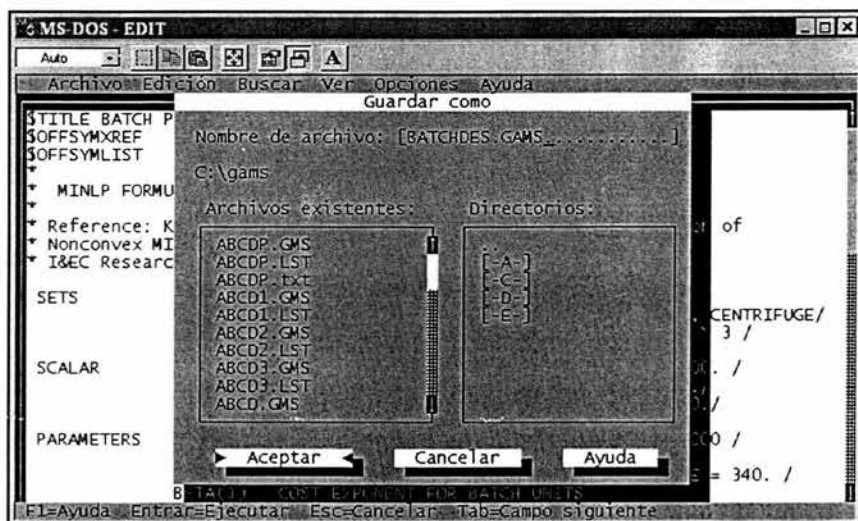 MS-DOS - EDIT
Auto
A
Archivo Edición Buscar Ver Opciones Ayuda
Guardar como
$TITLE BATCH P
$OFFSYMXREF
$OFFSYMLIST
*
* MINLP FORMU
*
* Reference: K
* Nonconvex MI
* I&EC Researc
SETS
SCALAR
PARAMETERS
Nombre de archivo: [BATCHDES.GAMS_............]
C:\gams
Archivos existentes:
ABCDP.GMS
ABCDP.LST
ABCDP.txt
ABCD1.GMS
ABCD1.LST
ABCD2.GMS
ABCD2.LST
ABCD3.GMS
ABCD3.LST
ABCD.GMS
Directorios:
..
[-A-]
[-C-]
[-D-]
[-E-]
of
CENTRIFUGE/
3 /
. /
/
00 /
= 340. /
Aceptar
Cancelar
Ayuda
COST EXPONENT FOR BATCH UNITS
F1=Ayuda Entrar=Ejecutar Esc=Cancelar Tab=Campo siguiente